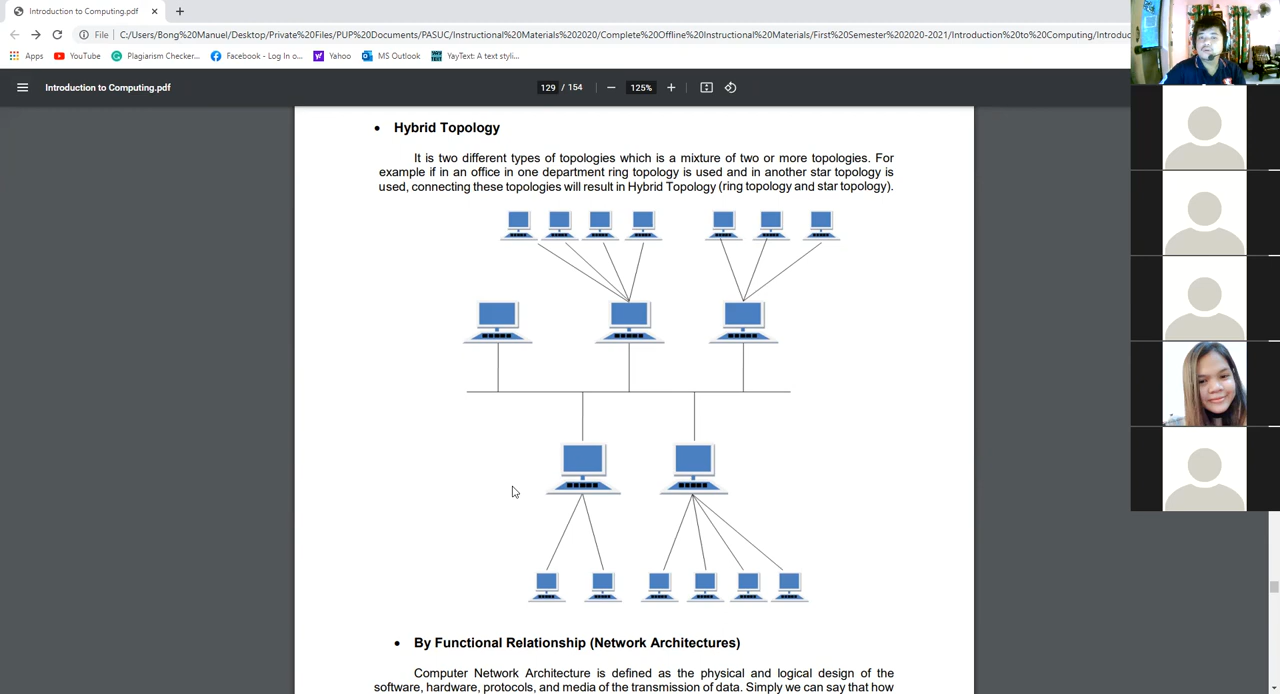 Introduction to Computing.pdf
File
C:/Users/Bong%20Manuel/Desktop/Private%20Files/PUP%20Documents/PASUC/Instructional%20Materials%202020/Complete%20Offline%20Instructional%20Materials/First%20Semester%202020-2021/Introduction%20to%20Computing/Introduc
Apps YouTube Plagiarism Checker... Facebook - Log In o... Yahoo MS Outlook YayText: A text styli...
Introduction to Computing.pdf 129 / 154 125%
• Hybrid Topology
It is two different types of topologies which is a mixture of two or more topologies. For
example if in an office in one department ring topology is used and in another star topology is
used, connecting these topologies will result in Hybrid Topology (ring topology and star topology).
• By Functional Relationship (Network Architectures)
Computer Network Architecture is defined as the physical and logical design of the
software, hardware, protocols, and media of the transmission of data. Simply we can say that how